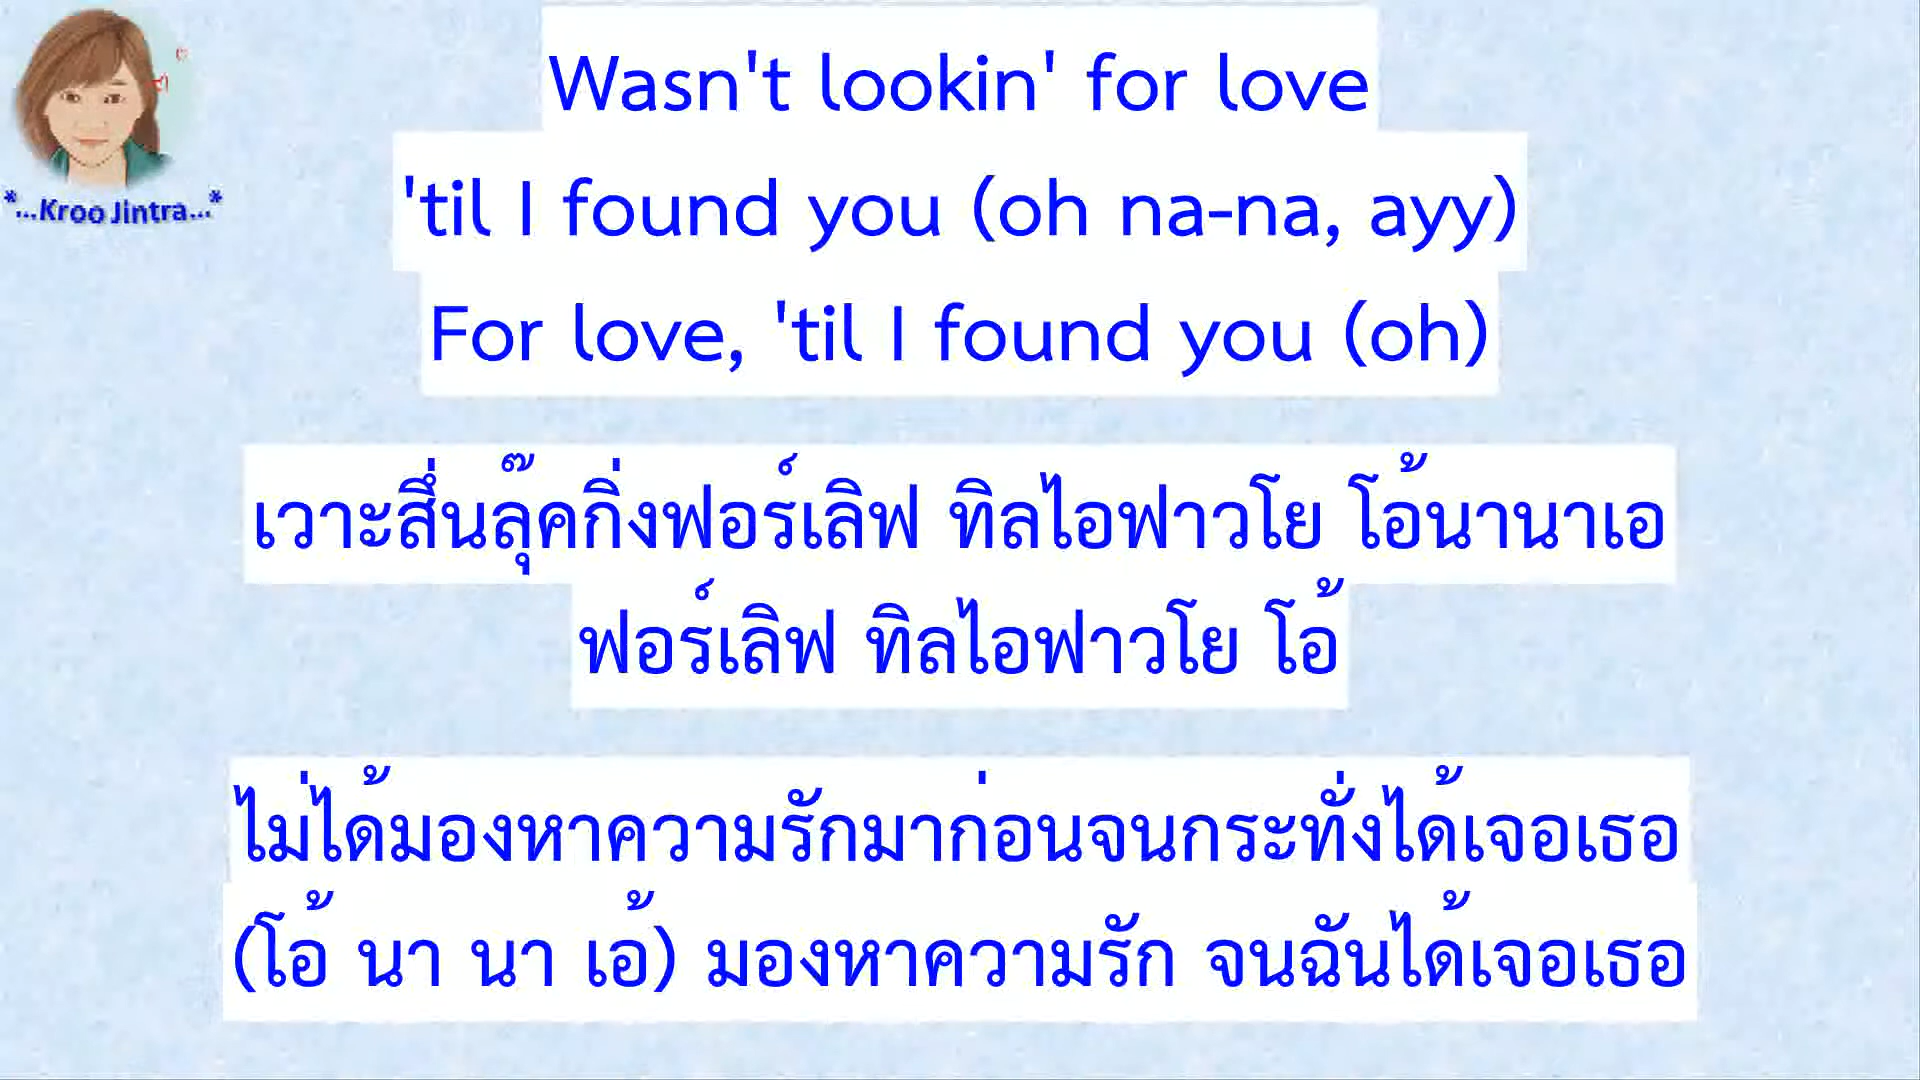 Wasn't lookin' for love
'til I found you (oh na-na, ayy)
For love, 'til I found you (oh)
*...Kroo Jintra...*
เวาะสึ่นลุ๊คกิ่งฟอร์เลิฟ ทิลไอฟาวโย โอ้นานาเอ
ฟอร์เลิฟ ทิลไอฟาวโย โอ้
ไม่ได้มองหาความรักมาก่อนจนกระทั่งได้เจอเธอ
(โอ้ นา นา เอ้) มองหาความรัก จนฉันได้เจอเธอ